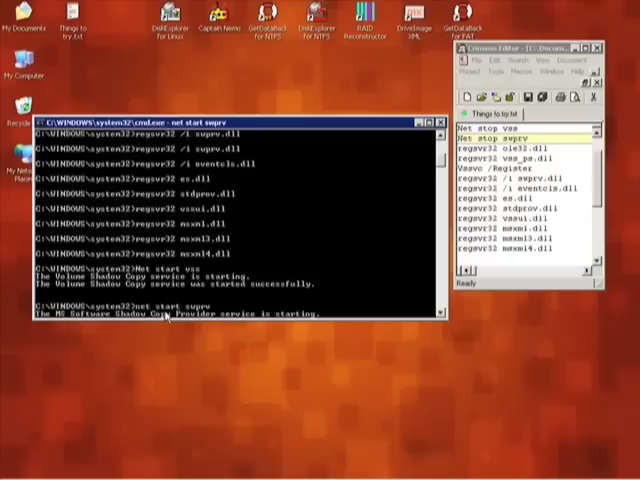 My Documents
Things to try.txt
DiskExplorer for Linux
Captain Nemo
GetDataBack for NTFS
DiskExplorer for NTFS
RAID Reconstructor
DriveImage XML
GetDataBack for FAT
My Computer
Recycle
My Netw Places
C:\WINDOWS\system32\cmd.exe - net start swprv
C:\WINDOWS\system32>regsvr32 /i swprv.dll
C:\WINDOWS\system32>regsvr32 /i swprv.dll
C:\WINDOWS\system32>regsvr32 /i eventcls.dll
C:\WINDOWS\system32>regsvr32 es.dll
C:\WINDOWS\system32>regsvr32 stdprov.dll
C:\WINDOWS\system32>regsvr32 vssui.dll
C:\WINDOWS\system32>regsvr32 msxml.dll
C:\WINDOWS\system32>regsvr32 msxml3.dll
C:\WINDOWS\system32>regsvr32 msxml4.dll
C:\WINDOWS\system32>Net start vss
The Volume Shadow Copy service is starting.
The Volume Shadow Copy service was started successfully.
C:\WINDOWS\system32>net start swprv
The MS Software Shadow Copy Provider service is starting.
Crimson Editor - [C:\Docum...
File Edit Search View Document
Project Tools Macros Window Help
Things to try.txt
Net stop vss
Net stop swprv
regsvr32 ole32.dll
regsvr32 vss_ps.dll
Vssvc /Register
regsvr32 /i swprv.dll
regsvr32 /i eventcls.dll
regsvr32 es.dll
regsvr32 stdprov.dll
regsvr32 vssui.dll
regsvr32 msxml.dll
regsvr32 msxml3.dll
regsvr32 msxml4.dll
Ready